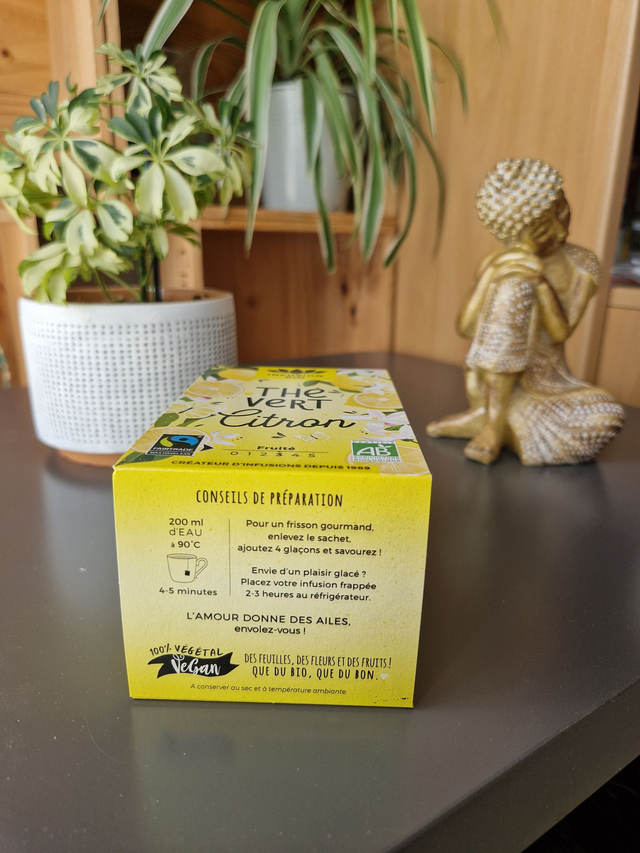 INFUSION
THé
VERT
Citron
Fruité
0 1 2 3 4 5
FAIRTRADE
AB
CRÉATEUR D'INFUSIONS DEPUIS 1989
CONSEILS DE PRÉPARATION
200 ml
d'EAU
à 90°C
4-5 minutes
Pour un frisson gourmand,
enlevez le sachet,
ajoutez 4 glaçons et savourez !
Envie d'un plaisir glacé ?
Placez votre infusion frappée
2-3 heures au réfrigérateur.
L'AMOUR DONNE DES AILES,
envolez-vous !
100% VEGETAL
VeGan
DES FEUILLES, DES FLEURS ET DES FRUITS !
QUE DU BIO, QUE DU BON.
A conserver au sec et à température ambiante.